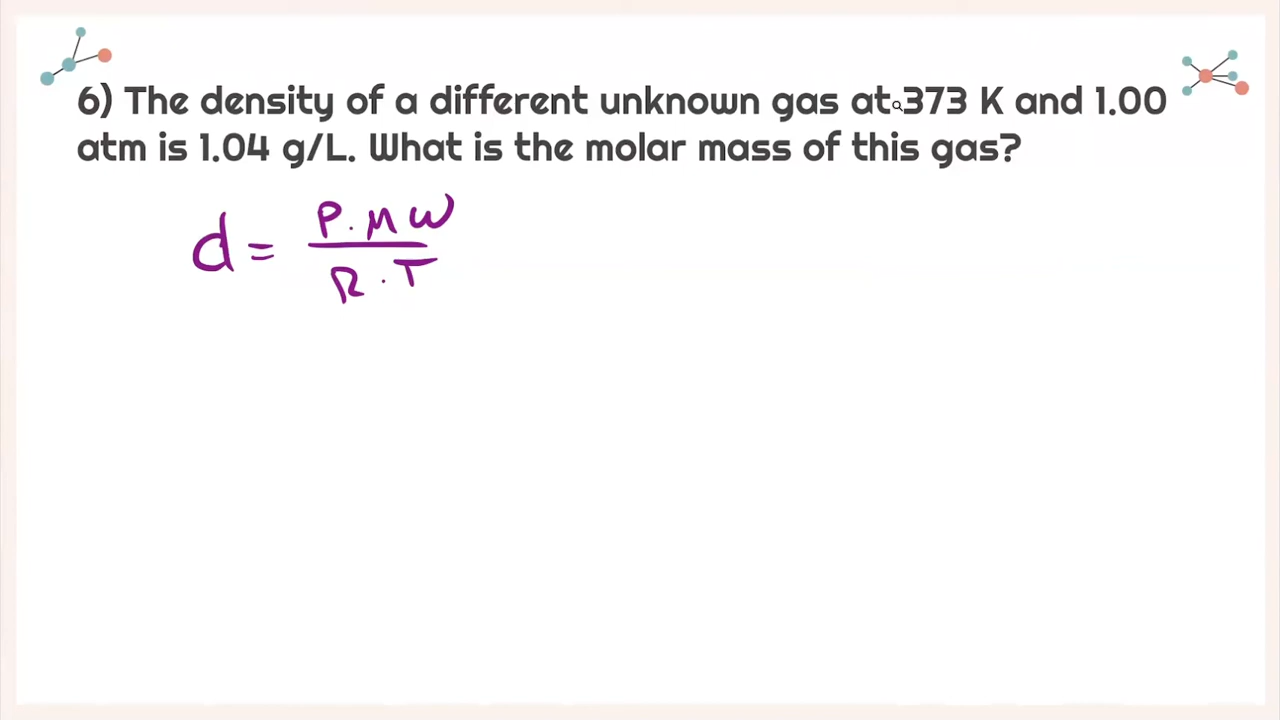 6) The density of a different unknown gas at 373 K and 1.00
atm is 1.04 g/L. What is the molar mass of this gas?
d = P . MW
R . T